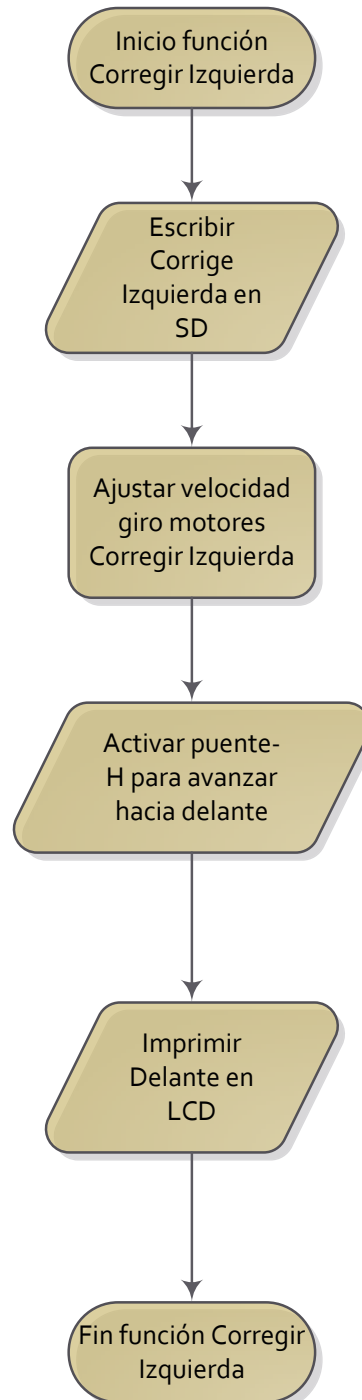 Inicio función
Corregir Izquierda
Escribir
Corrige
Izquierda en
SD
Ajustar velocidad
giro motores
Corregir Izquierda
Activar puente-
H para avanzar
hacia delante
Imprimir
Delante en
LCD
Fin función Corregir
Izquierda